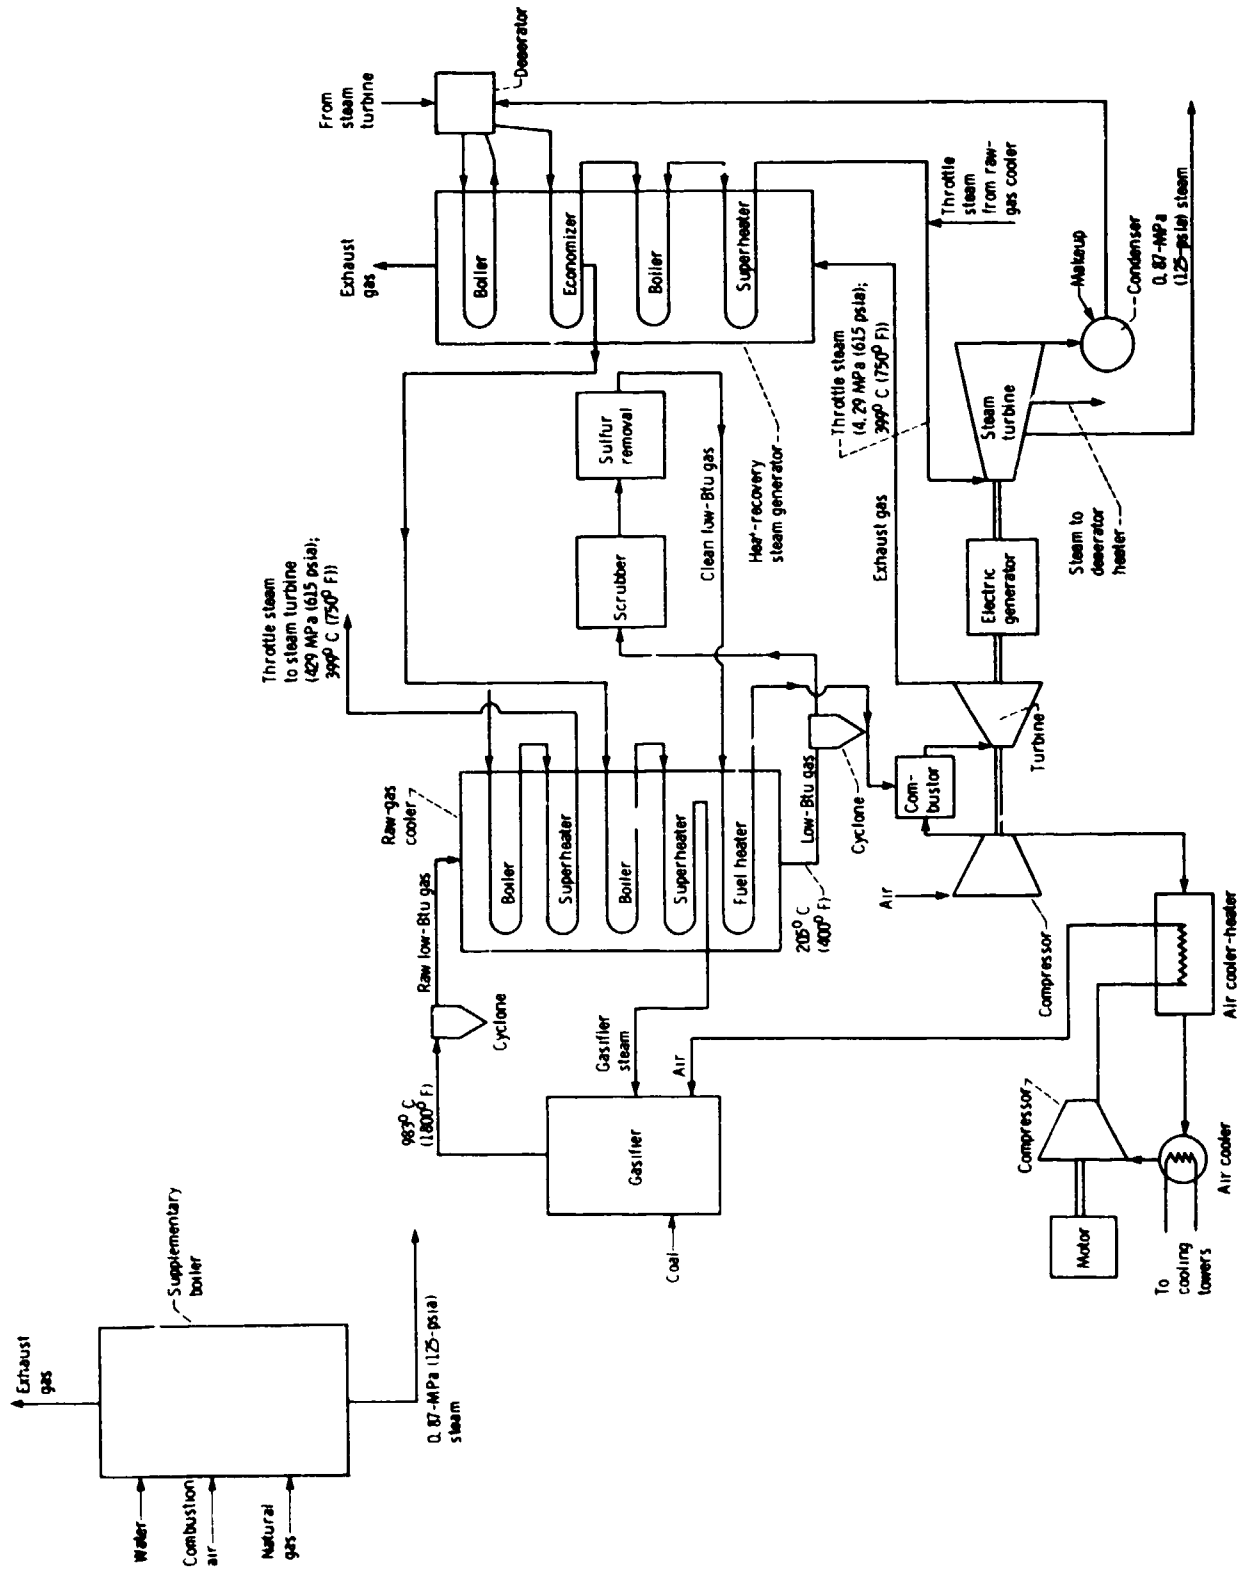 Exhaust
gas
Water
Combustion
air
Natural
gas
Supplementary
boiler
0.87-MPa (125-psia)
steam
Throttle steam
to steam turbine
(429 MPa (615 psia);
399° C (750° F))
From
steam
turbine
Deaerator
Exhaust
gas
Boiler
Economizer
Boiler
Superheater
Heat-recovery
steam generator
Throttle
steam
from raw-
gas cooler
983° C
(1800° F)
Cyclone
Raw low-Btu gas
Raw-gas
cooler
Boiler
Superheater
Boiler
Superheater
Fuel heater
Scrubber
Sulfur
removal
Clean low-Btu gas
Coal
Gasifier
Gasifier
steam
Air
205° C
(400° F)
Low-Btu gas
Cyclone
Exhaust gas
Throttle steam
(4.29 MPa (615 psia);
399° C (750° F))
Air
Com-
bustor
Compressor
Turbine
Electric
generator
Steam
turbine
Steam to
deaerator
heater
Makeup
Condenser
0.87-MPa
(125-psia) steam
Motor
Compressor
To
cooling
towers
Air cooler
Air cooler-heater